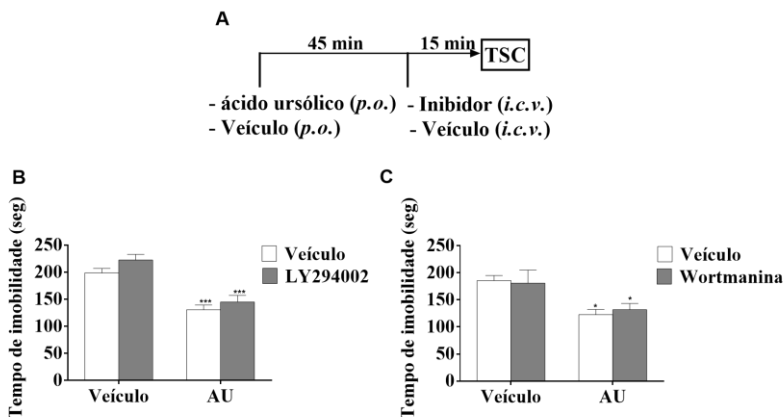 A
45 min
15 min
TSC
- ácido ursólico (p.o.)
- Veículo (p.o.)
- Inibidor (i.c.v.)
- Veículo (i.c.v.)
B
Tempo de imobilidade (seg)
250
200
150
100
50
0
***
***
Veículo
AU
Veículo
LY294002
C
Tempo de imobilidade (seg)
250
200
150
100
50
0
*
*
Veículo
AU
Veículo
Wortmanina